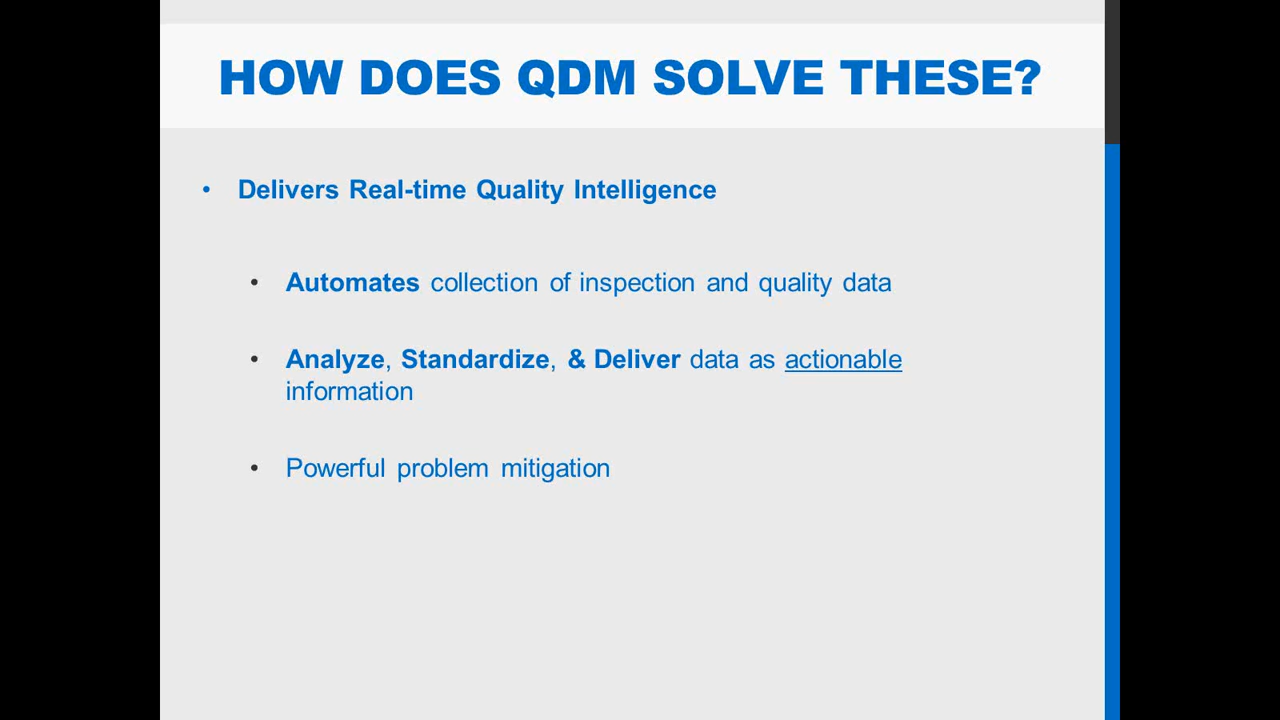 HOW DOES QDM SOLVE THESE?
• Delivers Real-time Quality Intelligence
• Automates collection of inspection and quality data
• Analyze, Standardize, & Deliver data as actionable
information
• Powerful problem mitigation